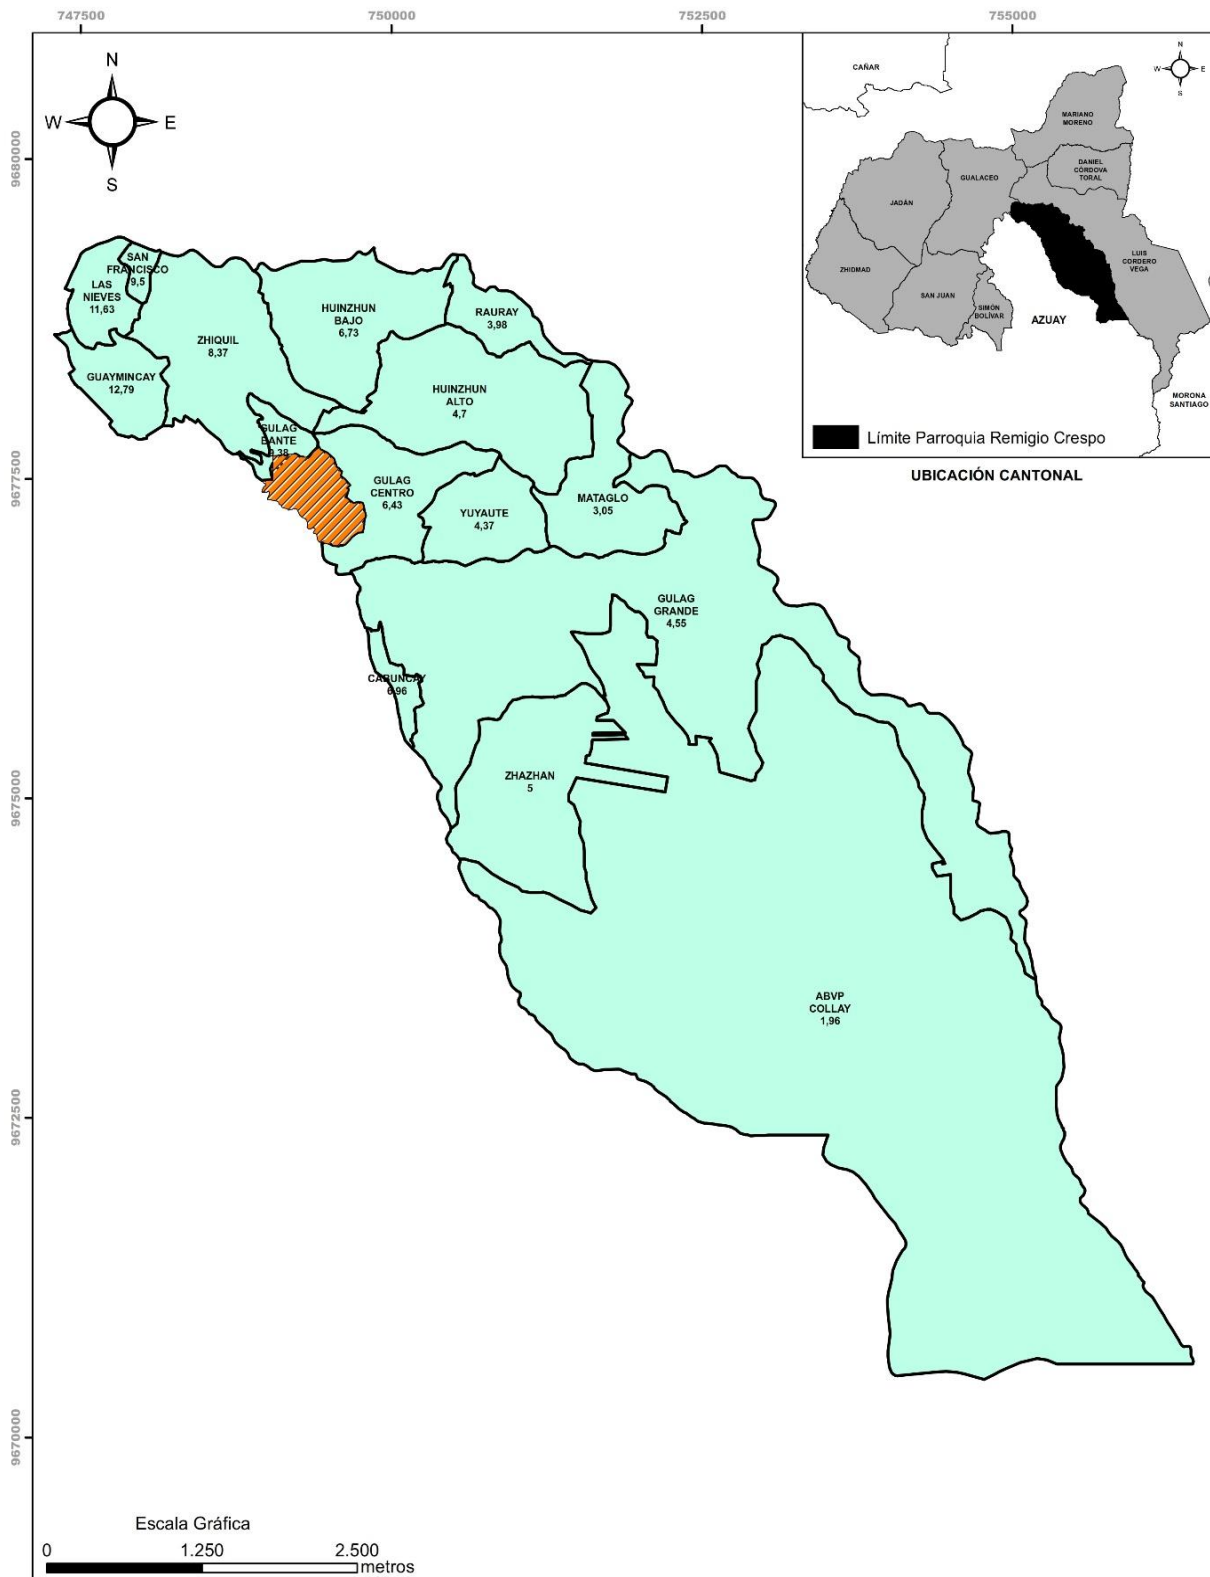 747500
750000
752500
755000
9680000
9677500
9675000
9672500
9670000
N
W
E
S
N
W
E
S
CAÑAR
MARIANO
MORENO
DANIEL
CÓRDOVA
TORAL
GUALACEO
JADÁN
ZHIDMAD
SAN JUAN
SIMÓN
BOLÍVAR
LUIS
CORDERO
VEGA
AZUAY
MORONA
SANTIAGO
Límite Parroquia Remigio Crespo
UBICACIÓN CANTONAL
SAN
FRANCISCO
9,5
LAS
NIEVES
11,63
GUAYMINCAY
12,79
ZHIQUIL
8,37
HUINZHUN
BAJO
6,73
RAURAY
3,98
HUINZHUN
ALTO
4,7
BANTE
GULAG
CENTRO
6,43
YUYAUTE
4,37
MATAGLO
3,05
GULAG
GRANDE
4,55
CABUNCAY
6,96
ZHAZHAN
5
ABVP
COLLAY
1,96
Escala Gráfica
0
1.250
2.500
metros